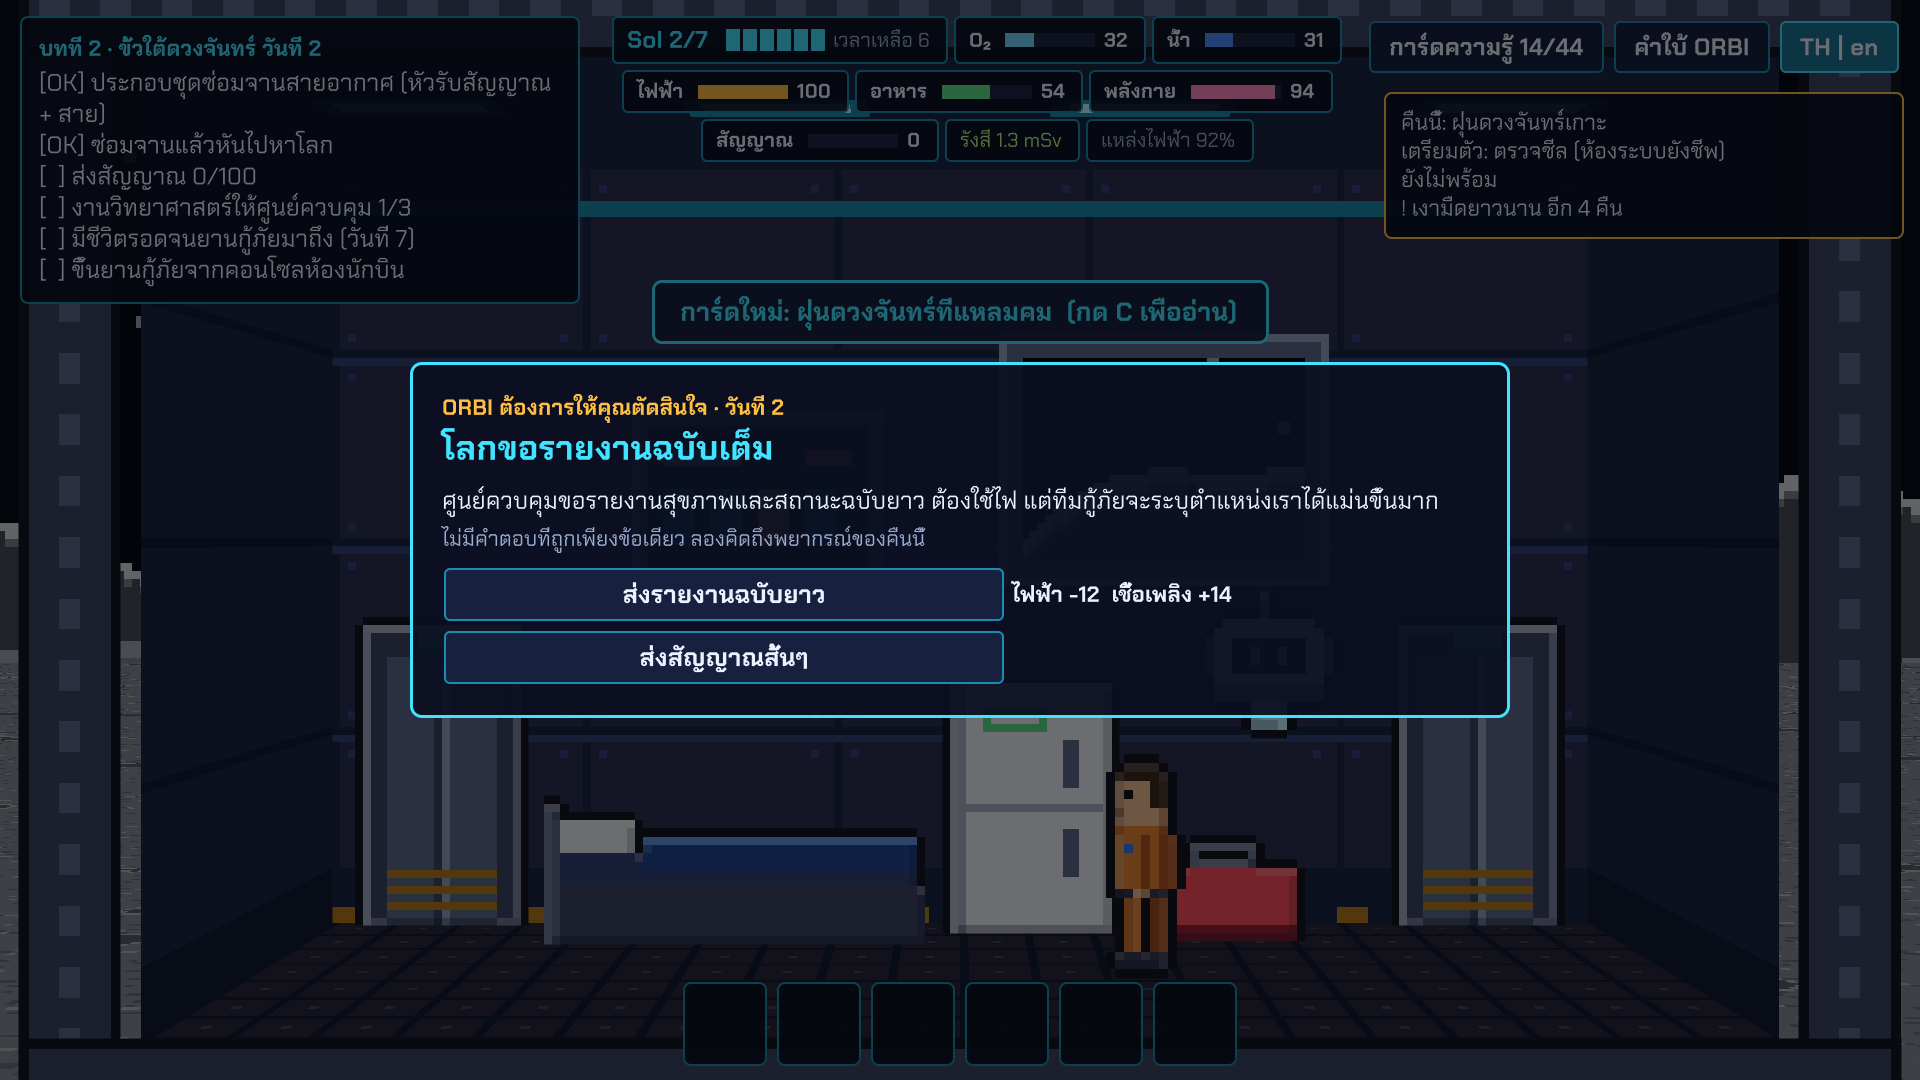 บทที่ 2 · ขั้วใต้ดวงจันทร์ วันที่ 2
[OK] ประกอบชุดซ่อมจานสายอากาศ (หัวรับสัญญาณ
+ สาย)
[OK] ซ่อมจานแล้วหันไปหาโลก
[ ] ส่งสัญญาณ 0/100
[ ] งานวิทยาศาสตร์ให้ศูนย์ควบคุม 1/3
[ ] มีชีวิตรอดจนยานกู้ภัยมาถึง (วันที่ 7)
[ ] ขึ้นยานกู้ภัยจากคอนโซลห้องนักบิน
Sol 2/7 เวลาเหลือ 6
O₂ 32
น้ำ 31
ไฟฟ้า 100
อาหาร 54
พลังกาย 94
สัญญาณ 0
รังสี 1.3 mSv
แหล่งไฟฟ้า 92%
การ์ดความรู้ 14/44
คำใบ้ ORBI
TH | en
คืนนี้: ฝุ่นดวงจันทร์เกาะ
เตรียมตัว: ตรวจซีล (ห้องระบบยังชีพ)
ยังไม่พร้อม
! เงามืดยาวนาน อีก 4 คืน
การ์ดใหม่: ฝุ่นดวงจันทร์ที่แหลมคม (กด C เพื่ออ่าน)
ORBI ต้องการให้คุณตัดสินใจ · วันที่ 2
โลกขอรายงานฉบับเต็ม
ศูนย์ควบคุมขอรายงานสุขภาพและสถานะฉบับยาว ต้องใช้ไฟ แต่ทีมกู้ภัยจะระบุตำแหน่งเราได้แม่นขึ้นมาก
ไม่มีคำตอบที่ถูกเพียงข้อเดียว ลองคิดถึงพยากรณ์ของคืนนี้
ส่งรายงานฉบับยาว
ไฟฟ้า -12 เชื้อเพลิง +14
ส่งสัญญาณสั้นๆ